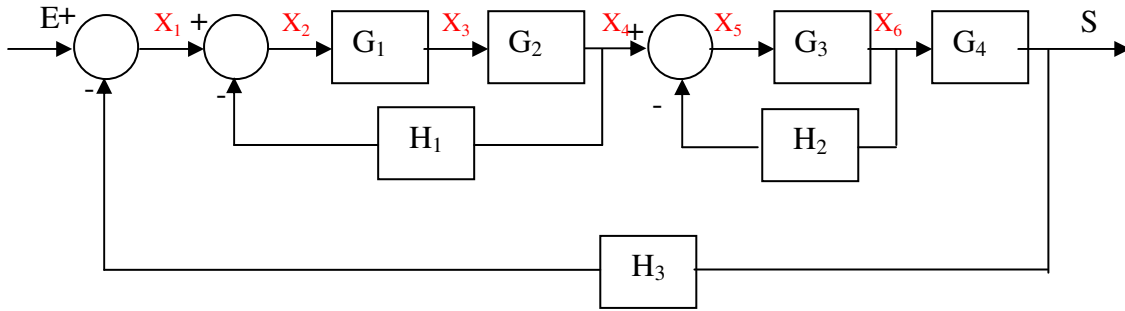 E + X₁ + X₂ G₁ X₃ G₂ X₄ + X₅ G₃ X₆ G₄ S
- - -
H₁ H₂
H₃